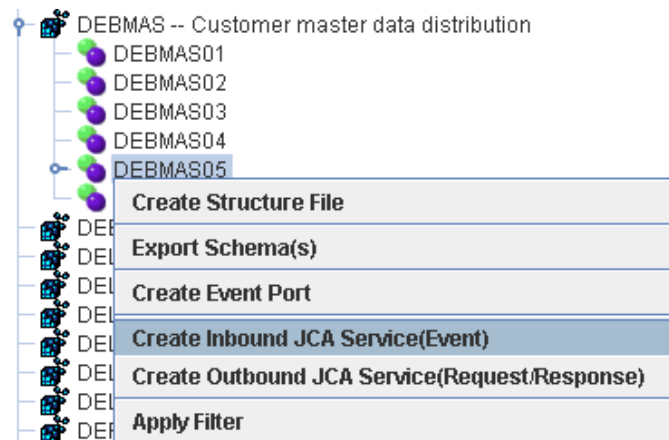 DEBMAS -- Customer master data distribution
DEBMAS01
DEBMAS02
DEBMAS03
DEBMAS04
DEBMAS05
Create Structure File
Export Schema(s)
Create Event Port
Create Inbound JCA Service(Event)
Create Outbound JCA Service(Request/Response)
Apply Filter